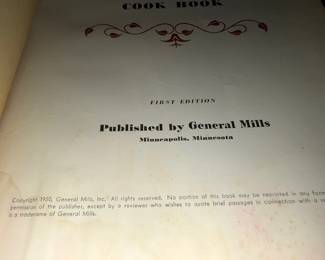 COOK BOOK
FIRST EDITION
Published by General Mills
Minneapolis, Minnesota
Copyright 1950, General Mills, Inc. All rights reserved. No portion of this book may be reprinted in any form
permission of the publisher, except by a reviewer who wishes to quote brief passages in connection with a
is a tradename of General Mills.